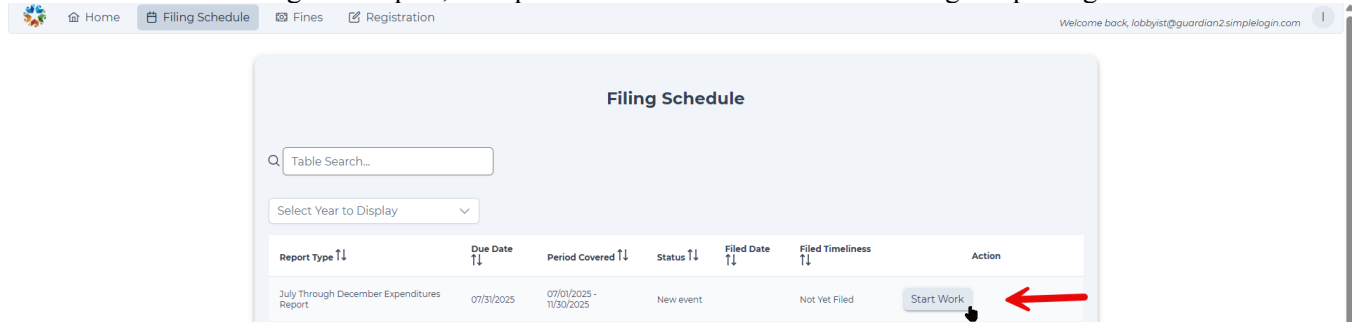 Home
Filing Schedule
Fines
Registration
Welcome back, lobbyist@guardian2.simplelogin.com
l
Filing Schedule
Table Search...
Select Year to Display
Report Type
Due Date
Period Covered
Status
Filed Date
Filed Timeliness
Action
July Through December Expenditures
Report
07/31/2025
07/01/2025 -
11/30/2025
New event
Not Yet Filed
Start Work